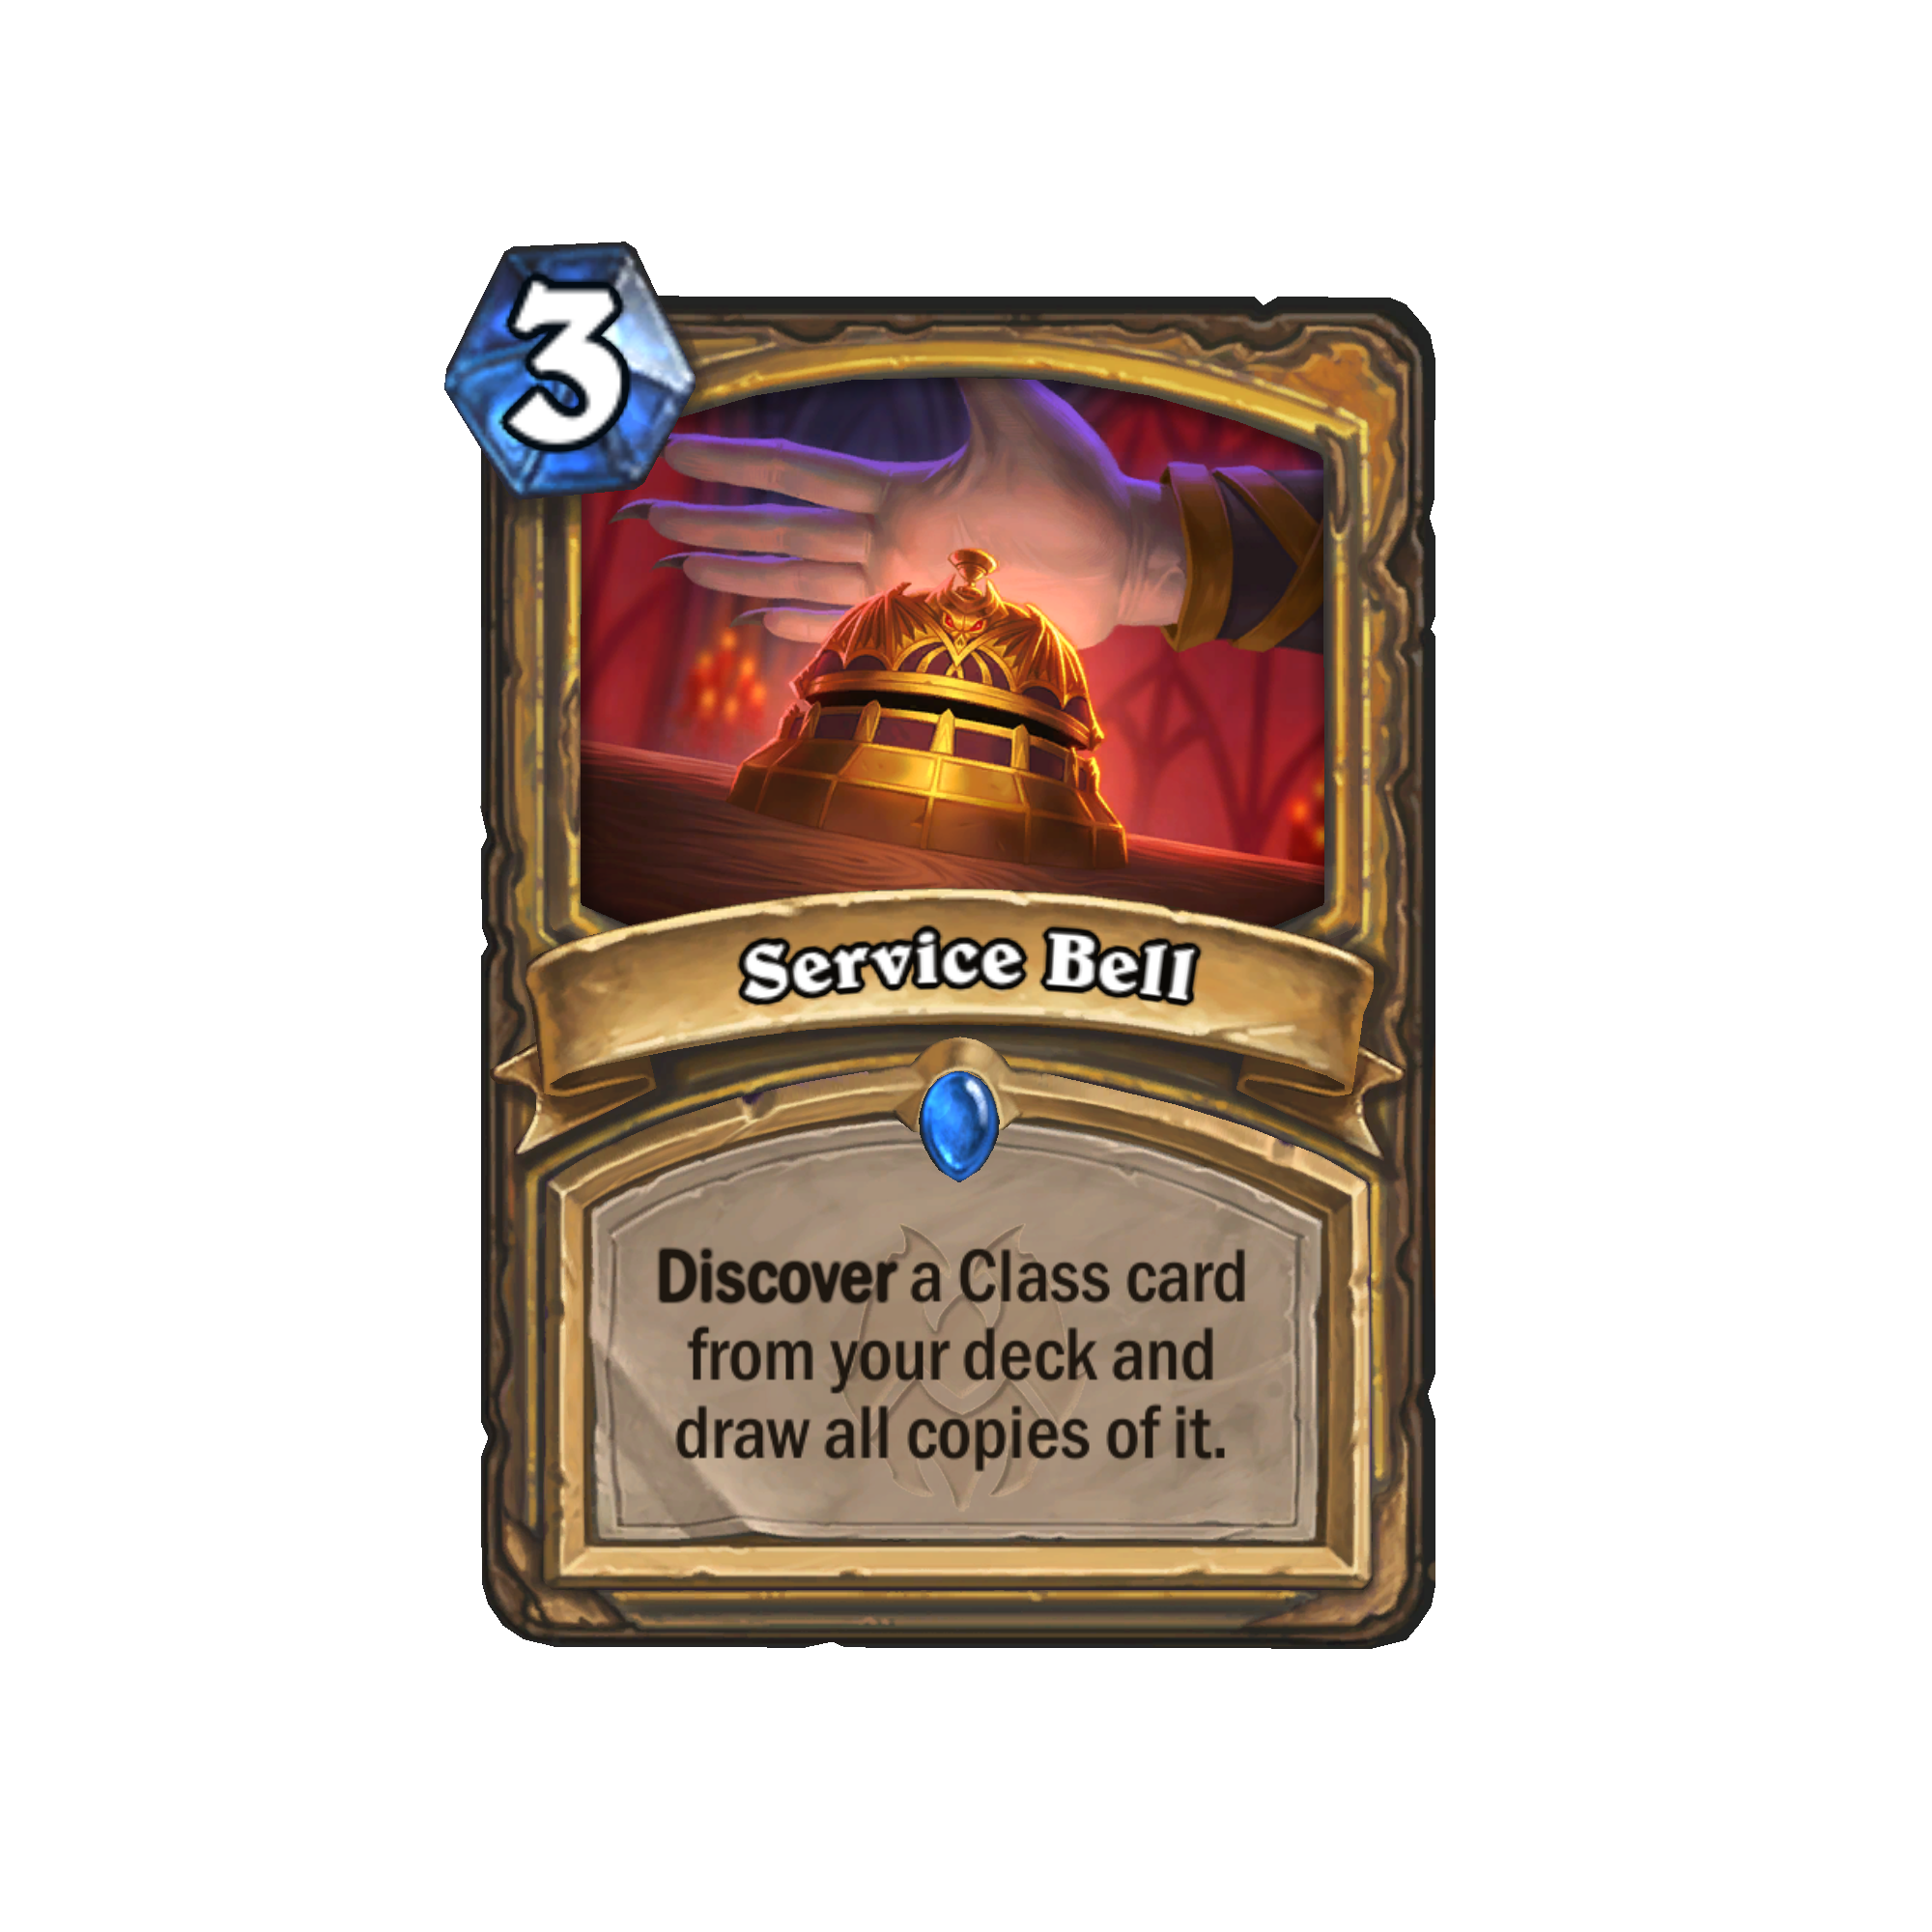 3
Service Bell
Discover a Class card
from your deck and
draw all copies of it.